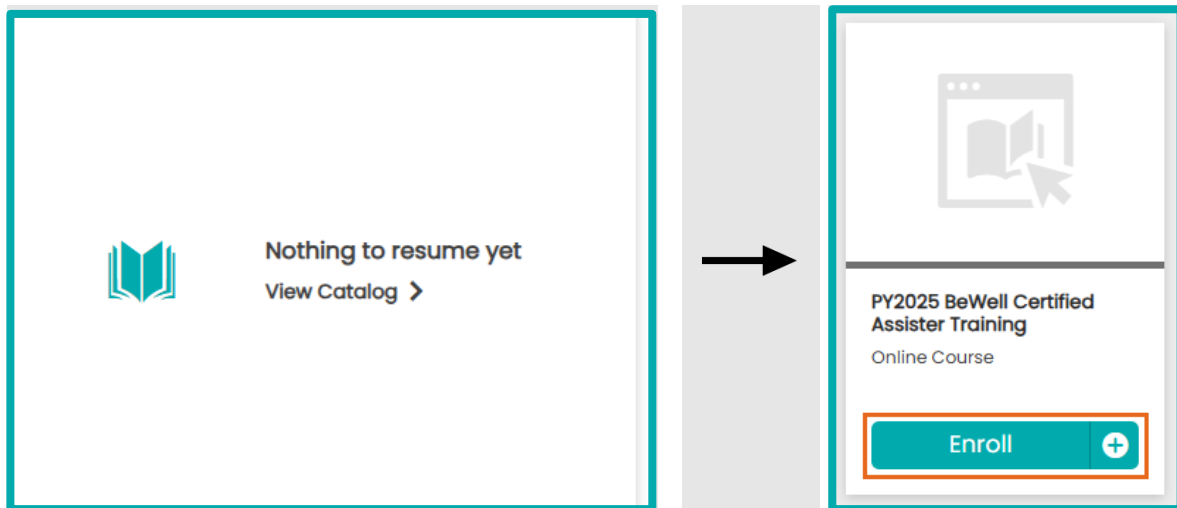 Nothing to resume yet
View Catalog
PY2025 BeWell Certified
Assister Training
Online Course
Enroll